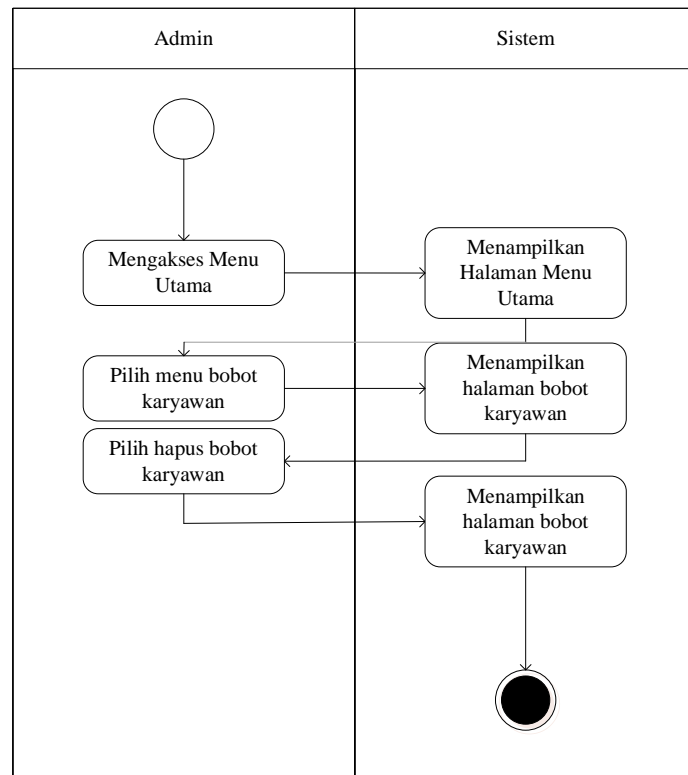 Admin
Sistem
Mengakses Menu
Utama
Menampilkan
Halaman Menu
Utama
Pilih menu bobot
karyawan
Menampilkan
halaman bobot
karyawan
Pilih hapus bobot
karyawan
Menampilkan
halaman bobot
karyawan